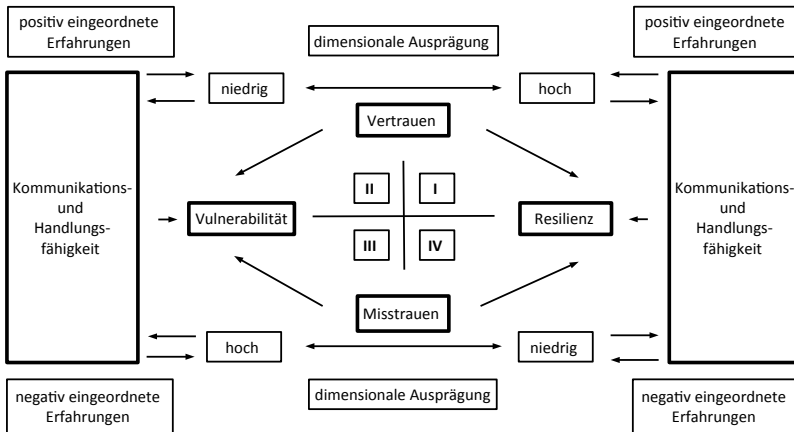 positiv eingeordnete
Erfahrungen
dimensionale Ausprägung
positiv eingeordnete
Erfahrungen
niedrig
hoch
Vertrauen
Kommunikations-
und
Handlungs-
fähigkeit
II
I
Vulnerabilität
Resilienz
III
IV
Kommunikations-
und
Handlungs-
fähigkeit
Misstrauen
hoch
niedrig
negativ eingeordnete
Erfahrungen
dimensionale Ausprägung
negativ eingeordnete
Erfahrungen